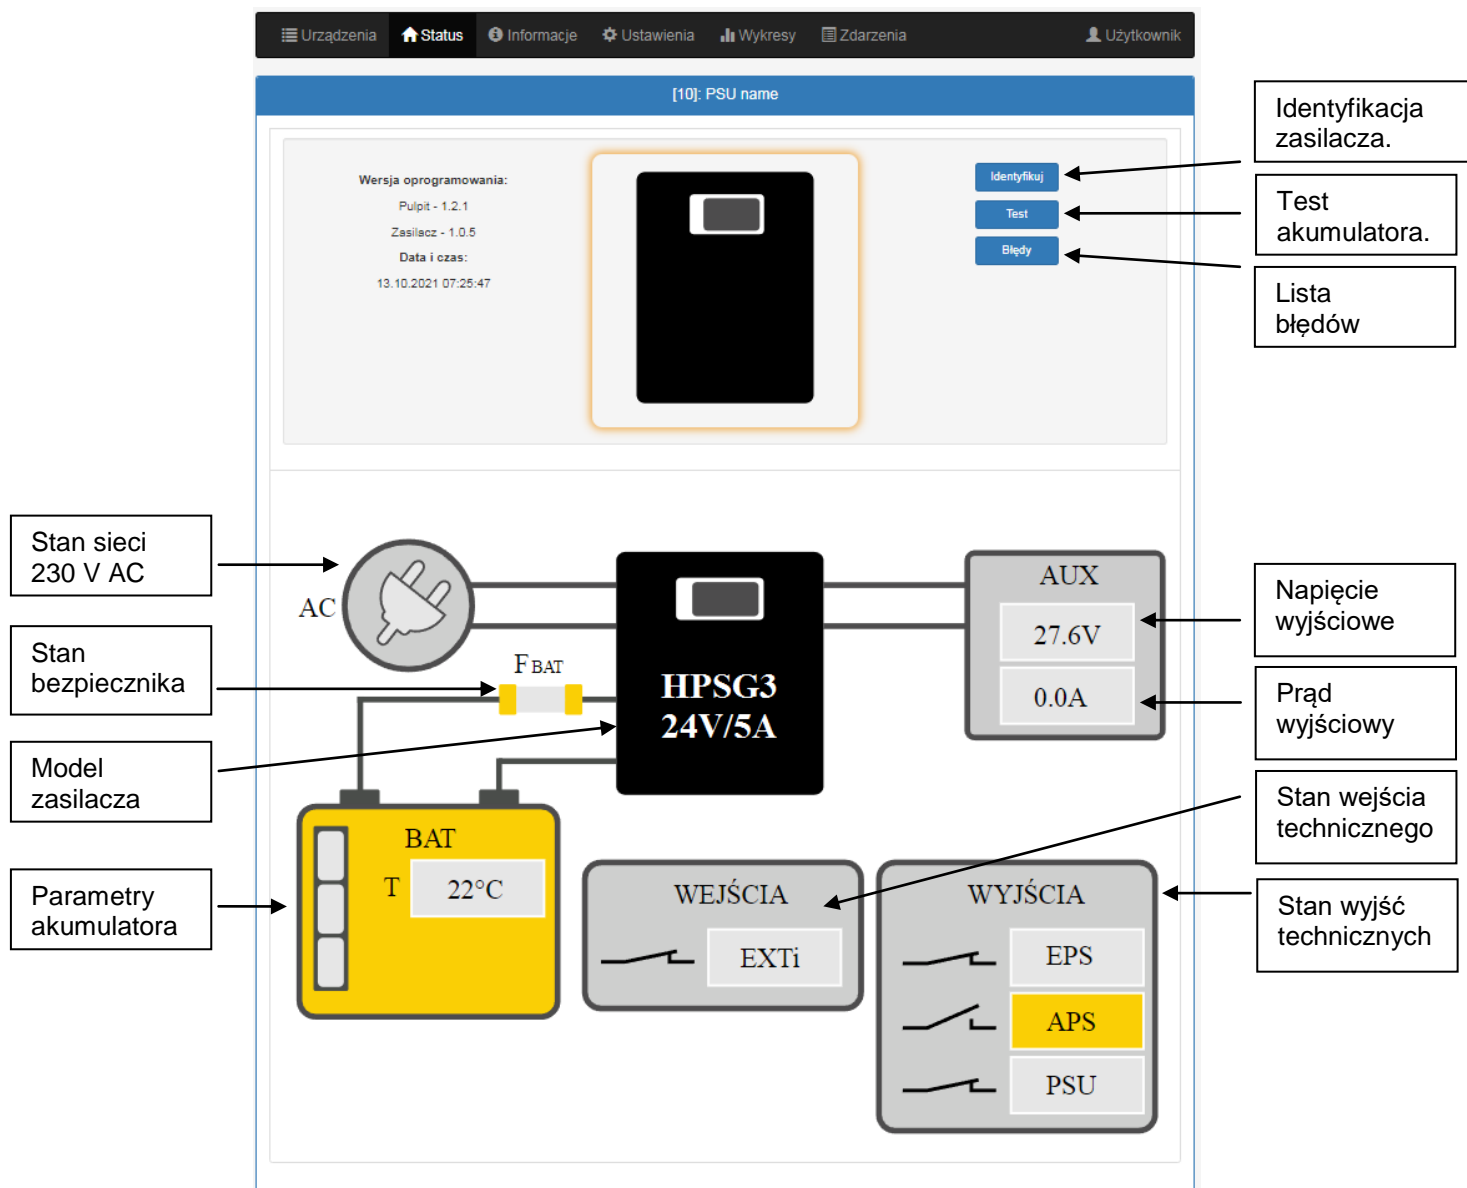 Urządzenia Status Informacje Ustawienia Wykresy Zdarzenia Użytkownik
[10]: PSU name
Wersja oprogramowania:
Pulpit - 1.2.1
Zasilacz - 1.0.5
Data i czas:
13.10.2021 07:25:47
Identyfikuj
Test
Błędy
Identyfikacja
zasilacza.
Test
akumulatora.
Lista
błędów
Stan sieci
230 V AC
Stan
bezpiecznika
Model
zasilacza
Parametry
akumulatora
AC
F BAT
HPSG3
24V/5A
AUX
27.6V
0.0A
Napięcie
wyjściowe
Prąd
wyjściowy
Stan wejścia
technicznego
Stan wyjść
technicznych
BAT
T 22°C
WEJŚCIA
EXTi
WYJŚCIA
EPS
APS
PSU